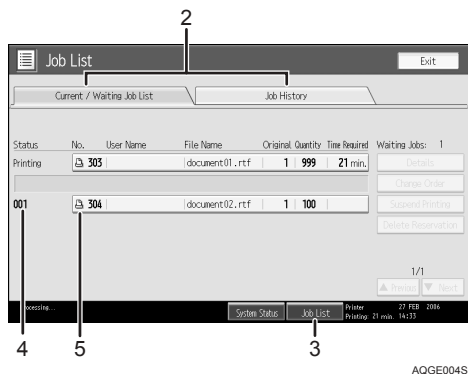 2
Job List Exit
Current / Waiting Job List Job History
Status No. User Name File Name Original Quantity Time Required Waiting Jobs: 1
Printing 303 document01.rtf 1 999 21 min. Details
Change Order
001 304 document02.rtf 1 100 Suspend Printing
Delete Reservation
1/1
▲ Previous ▼ Next
Processing... System Status Job List Printer 27 FEB 2006
Printing: 21 min. 14:33
4 5 3
AQGE004S